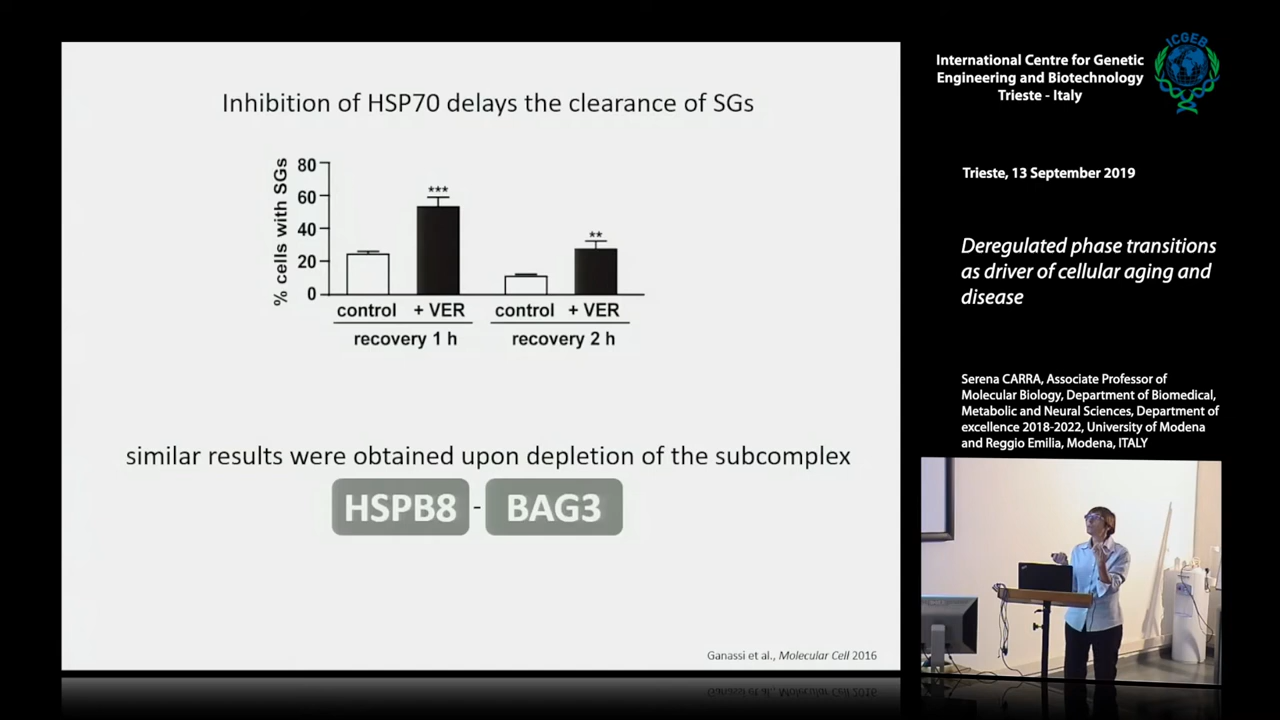 Inhibition of HSP70 delays the clearance of SGs
% cells with SGs
80
60
40
20
0
***
**
control + VER control + VER
recovery 1 h recovery 2 h
similar results were obtained upon depletion of the subcomplex
HSPB8 - BAG3
Ganassi et al., Molecular Cell 2016
International Centre for Genetic
Engineering and Biotechnology
Trieste - Italy
ICGEB
Trieste, 13 September 2019
Deregulated phase transitions
as driver of cellular aging and
disease
Serena CARRA, Associate Professor of
Molecular Biology, Department of Biomedical,
Metabolic and Neural Sciences, Department of
excellence 2018-2022, University of Modena
and Reggio Emilia, Modena, ITALY